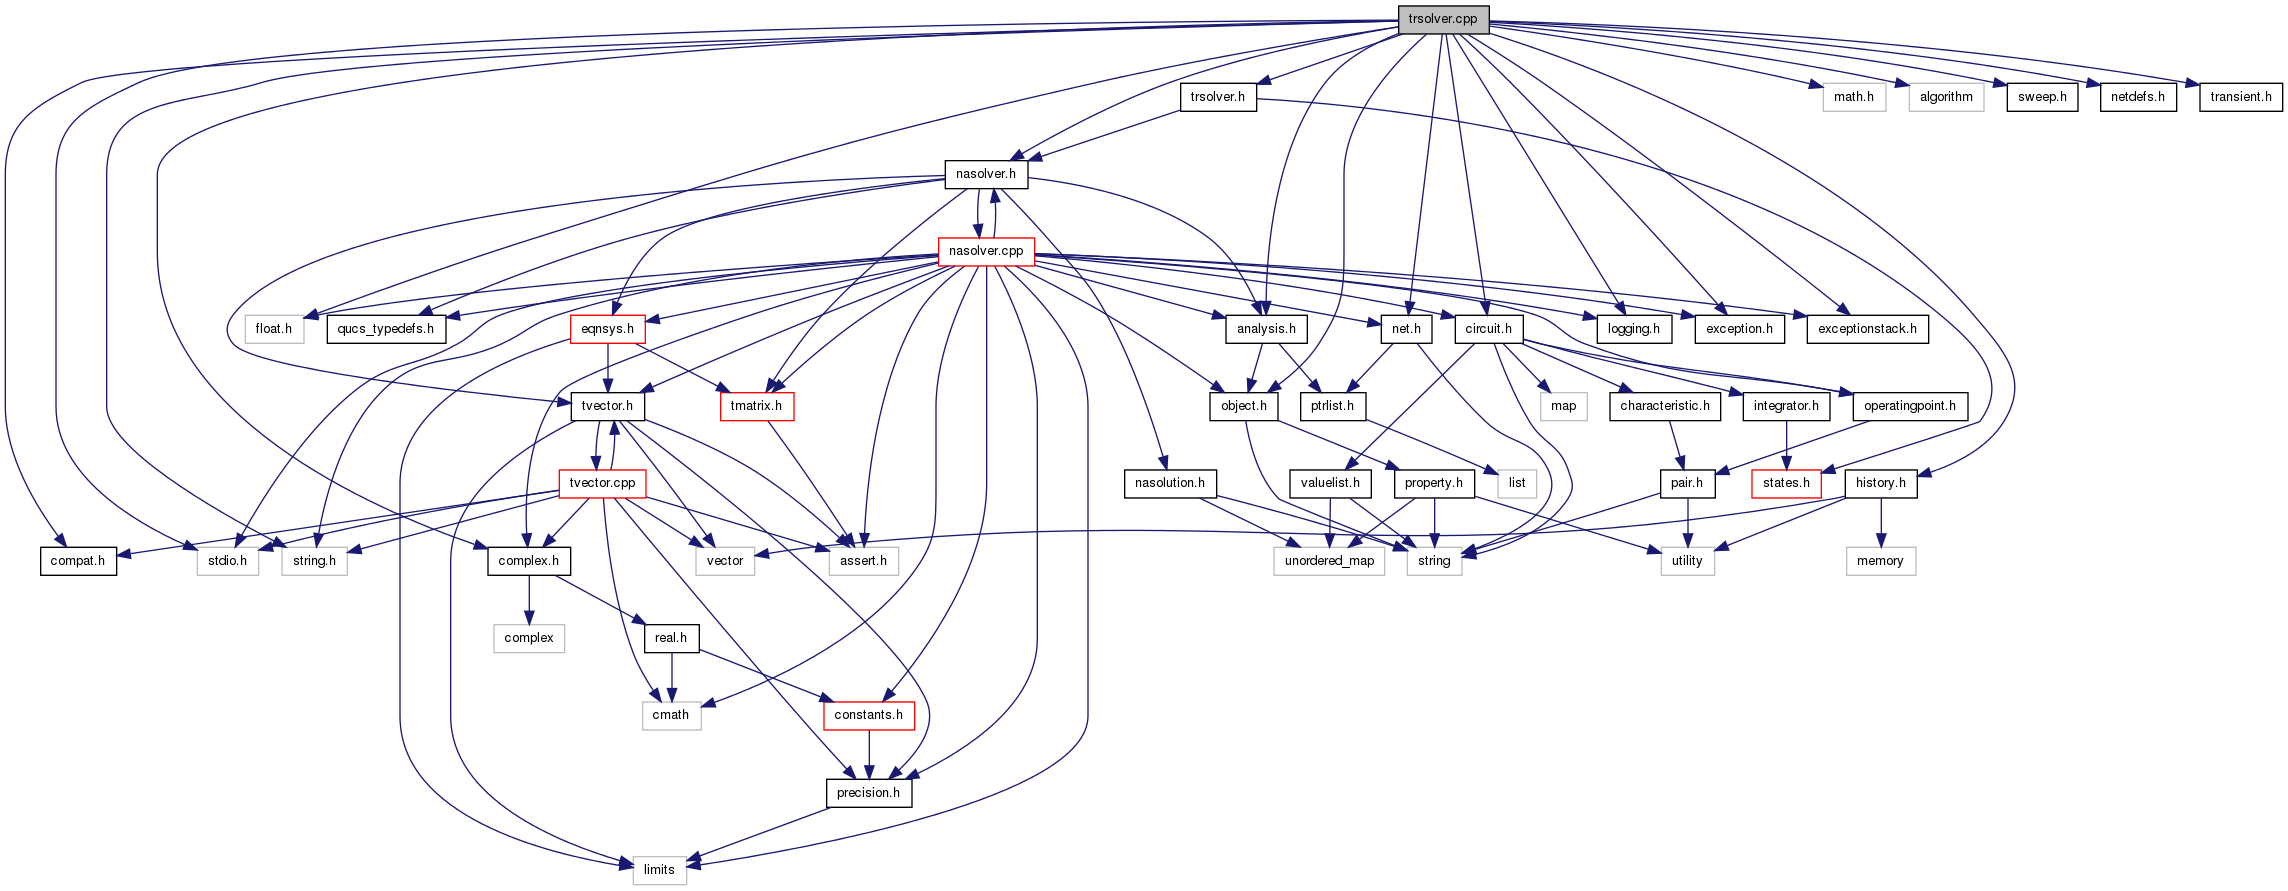 trsolver.cpp
trsolver.h
math.h
algorithm
sweep.h
netdefs.h
transient.h
nasolver.h
nasolver.cpp
float.h
qucs_typedefs.h
eqnsys.h
analysis.h
net.h
circuit.h
logging.h
exception.h
exceptionstack.h
tvector.h
tmatrix.h
object.h
ptrlist.h
map
characteristic.h
integrator.h
operatingpoint.h
tvector.cpp
nasolution.h
valuelist.h
property.h
list
pair.h
states.h
history.h
compat.h
stdio.h
string.h
complex.h
vector
assert.h
unordered_map
string
utility
memory
complex
real.h
cmath
constants.h
precision.h
limits